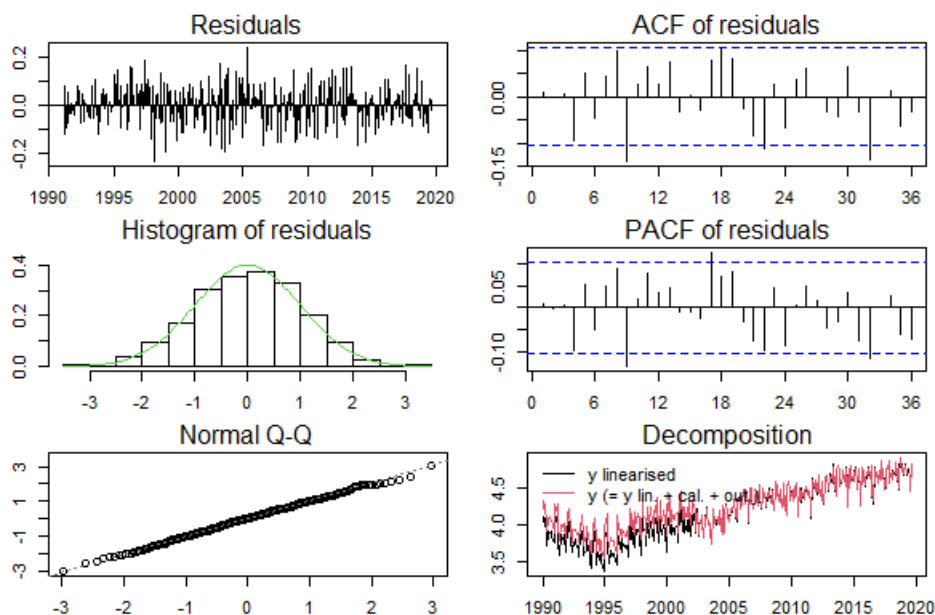 Residuals
0.2
0.0
-0.2
1990 1995 2000 2005 2010 2015 2020
ACF of residuals
0.00
-0.15
1 6 12 18 24 30 36
Histogram of residuals
0.4
0.2
0.0
-3 -2 -1 0 1 2 3
PACF of residuals
0.05
-0.10
0 6 12 18 24 30 36
Normal Q-Q
3
1
-1
-3
-3 -2 -1 0 1 2 3
Decomposition
4.5
4.0
3.5
y linearised
y (= y lin. + cal. + out.)
1990 1995 2000 2005 2010 2015 2020